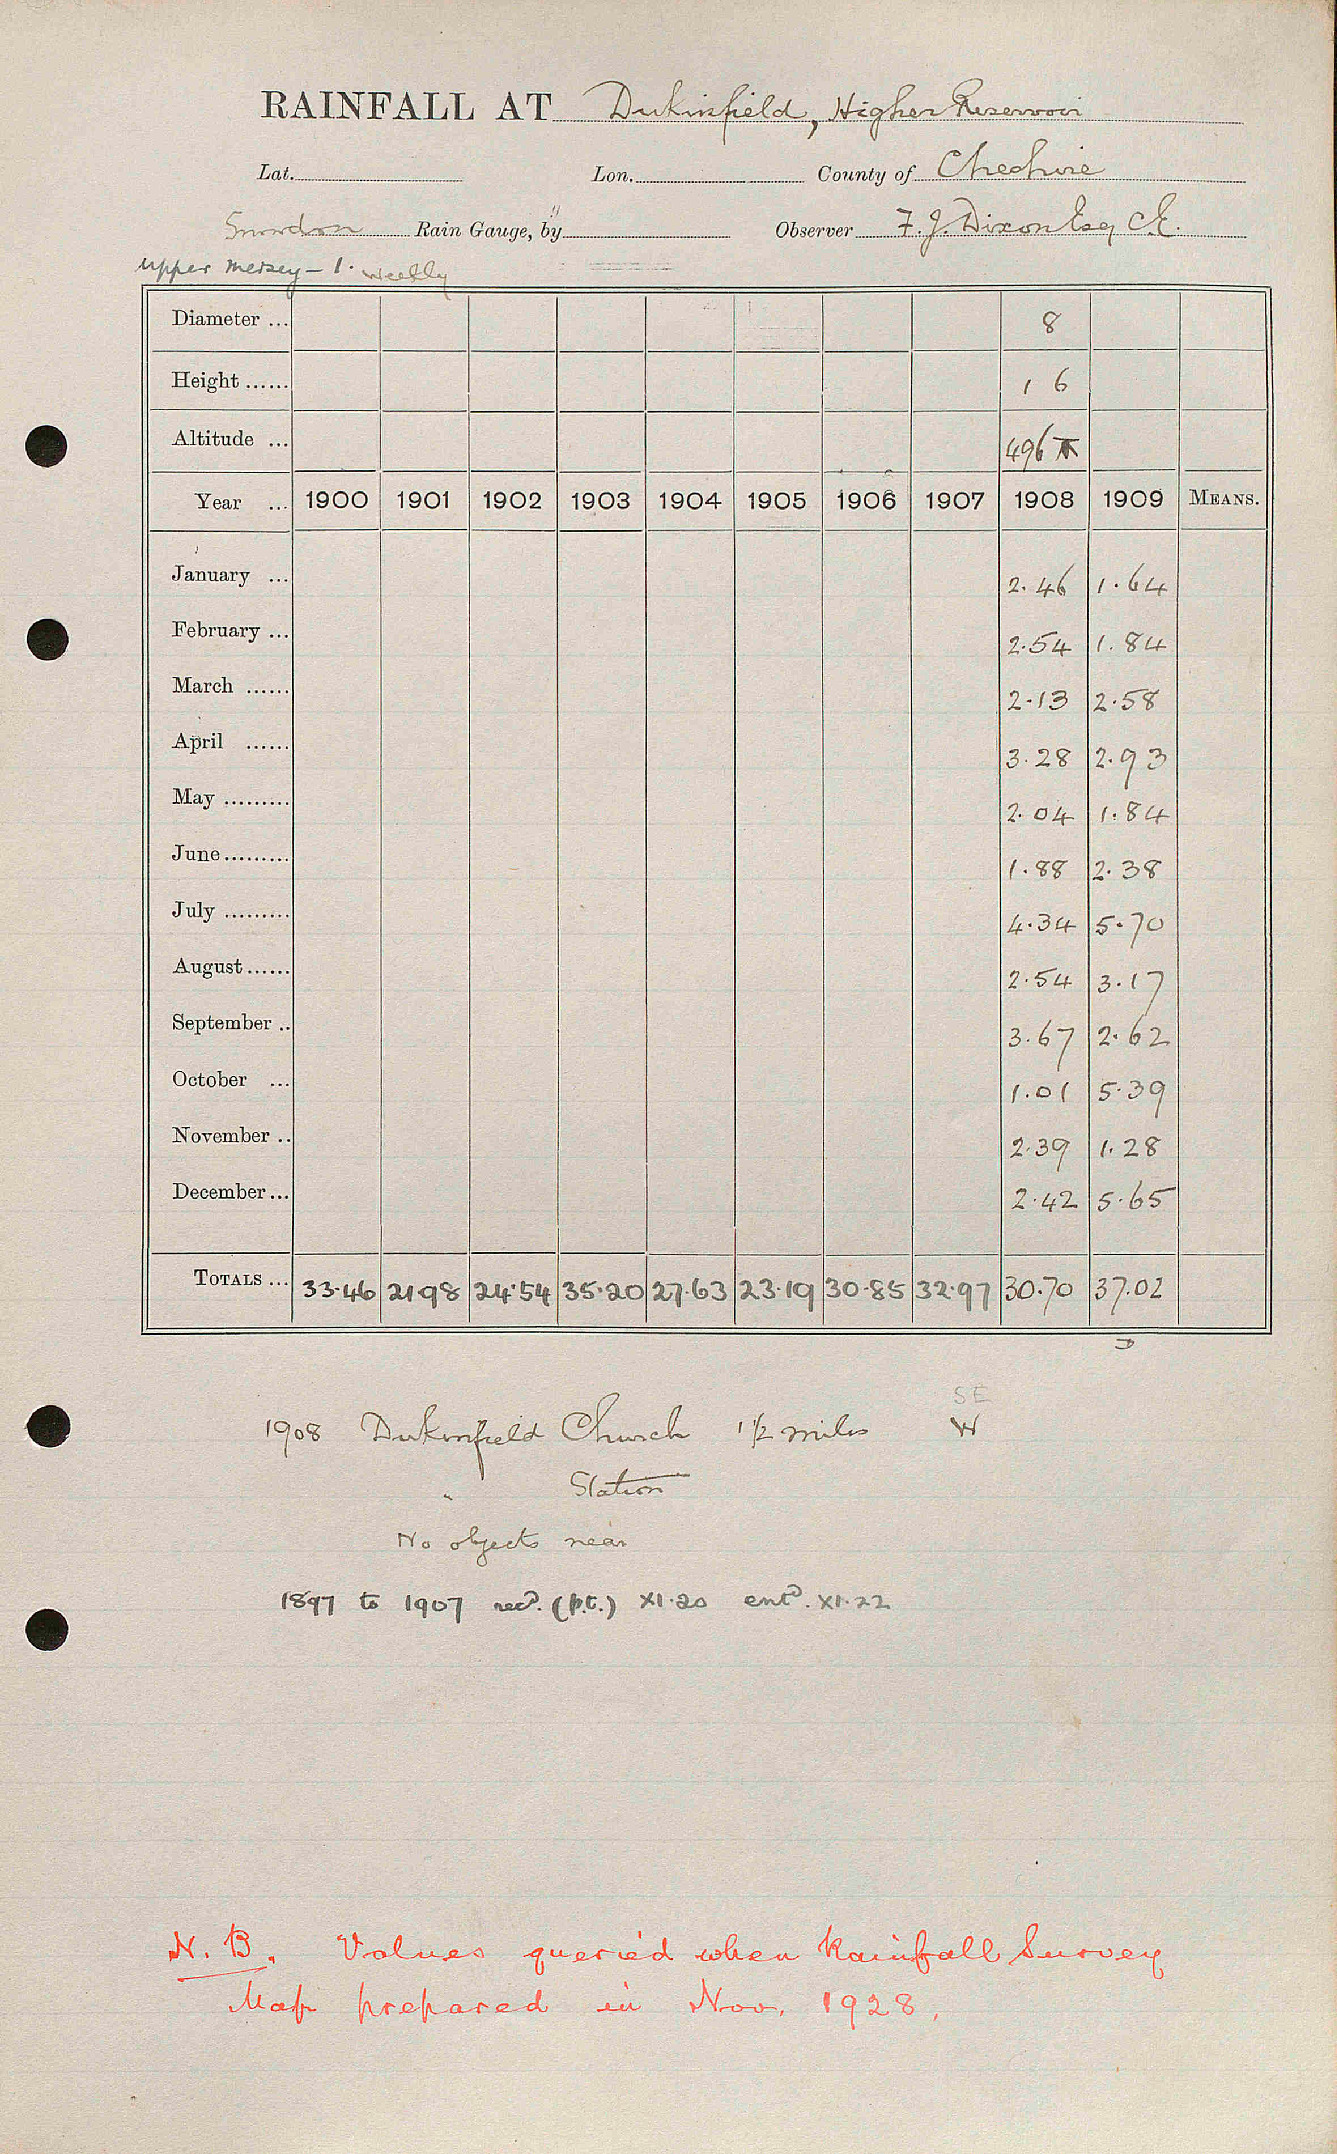 RAINFALL AT Dukinfield, Higher Reservoir
Lat. Lon. County of Cheshire
Snowdon Rain Gauge, by " Observer F. J. Dixon Esq C.E.
Upper Mersey - 1. weekly
Diameter ... 8
Height ...... 1 6
Altitude ... 496
Year ... 1900 1901 1902 1903 1904 1905 1906 1907 1908 1909 MEANS.
January ... 2.46 1.64
February ... 2.54 1.84
March ...... 2.13 2.58
April ...... 3.28 2.93
May ......... 2.04 1.84
June ......... 1.88 2.38
July ......... 4.34 5.70
August ...... 2.54 3.17
September .. 3.67 2.62
October ... 1.01 5.39
November .. 2.39 1.28
December ... 2.42 5.65
TOTALS ... 33.46 21.98 24.54 35.20 27.63 23.19 30.85 32.97 30.70 37.02
SE
1908 Dukinfield Church 1 1/2 miles W
" Station
No objects near
1897 to 1907 recd. (p.t.) XI.20 entd. XI.22
N.B. Values queried when Rainfall Survey
Map prepared in Nov. 1928.